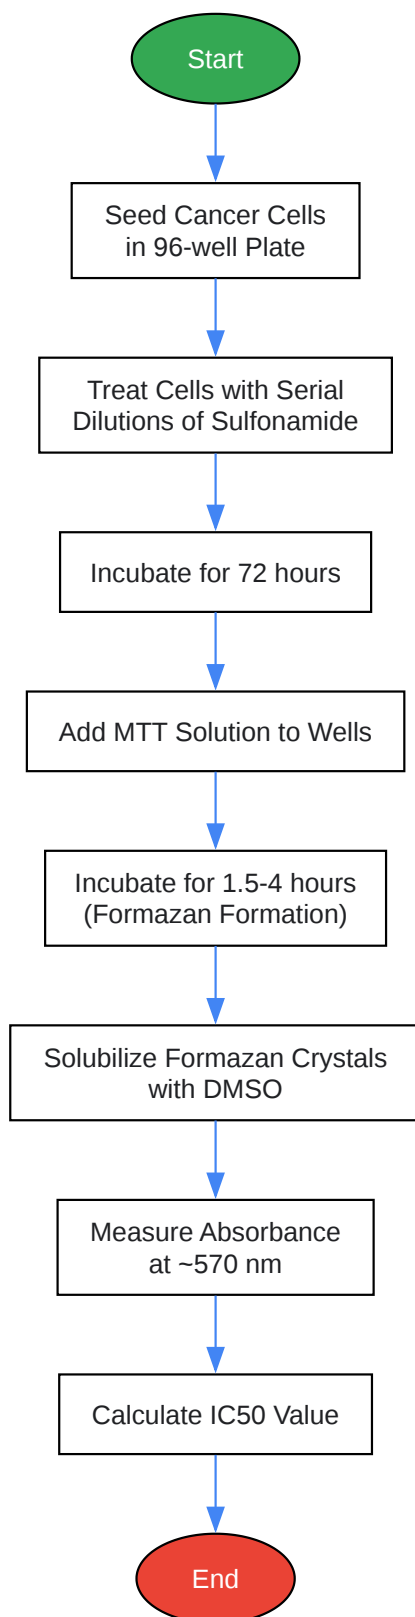 Start
Seed Cancer Cells
in 96-well Plate
Treat Cells with Serial
Dilutions of Sulfonamide
Incubate for 72 hours
Add MTT Solution to Wells
Incubate for 1.5-4 hours
(Formazan Formation)
Solubilize Formazan Crystals
with DMSO
Measure Absorbance
at ~570 nm
Calculate IC50 Value
End